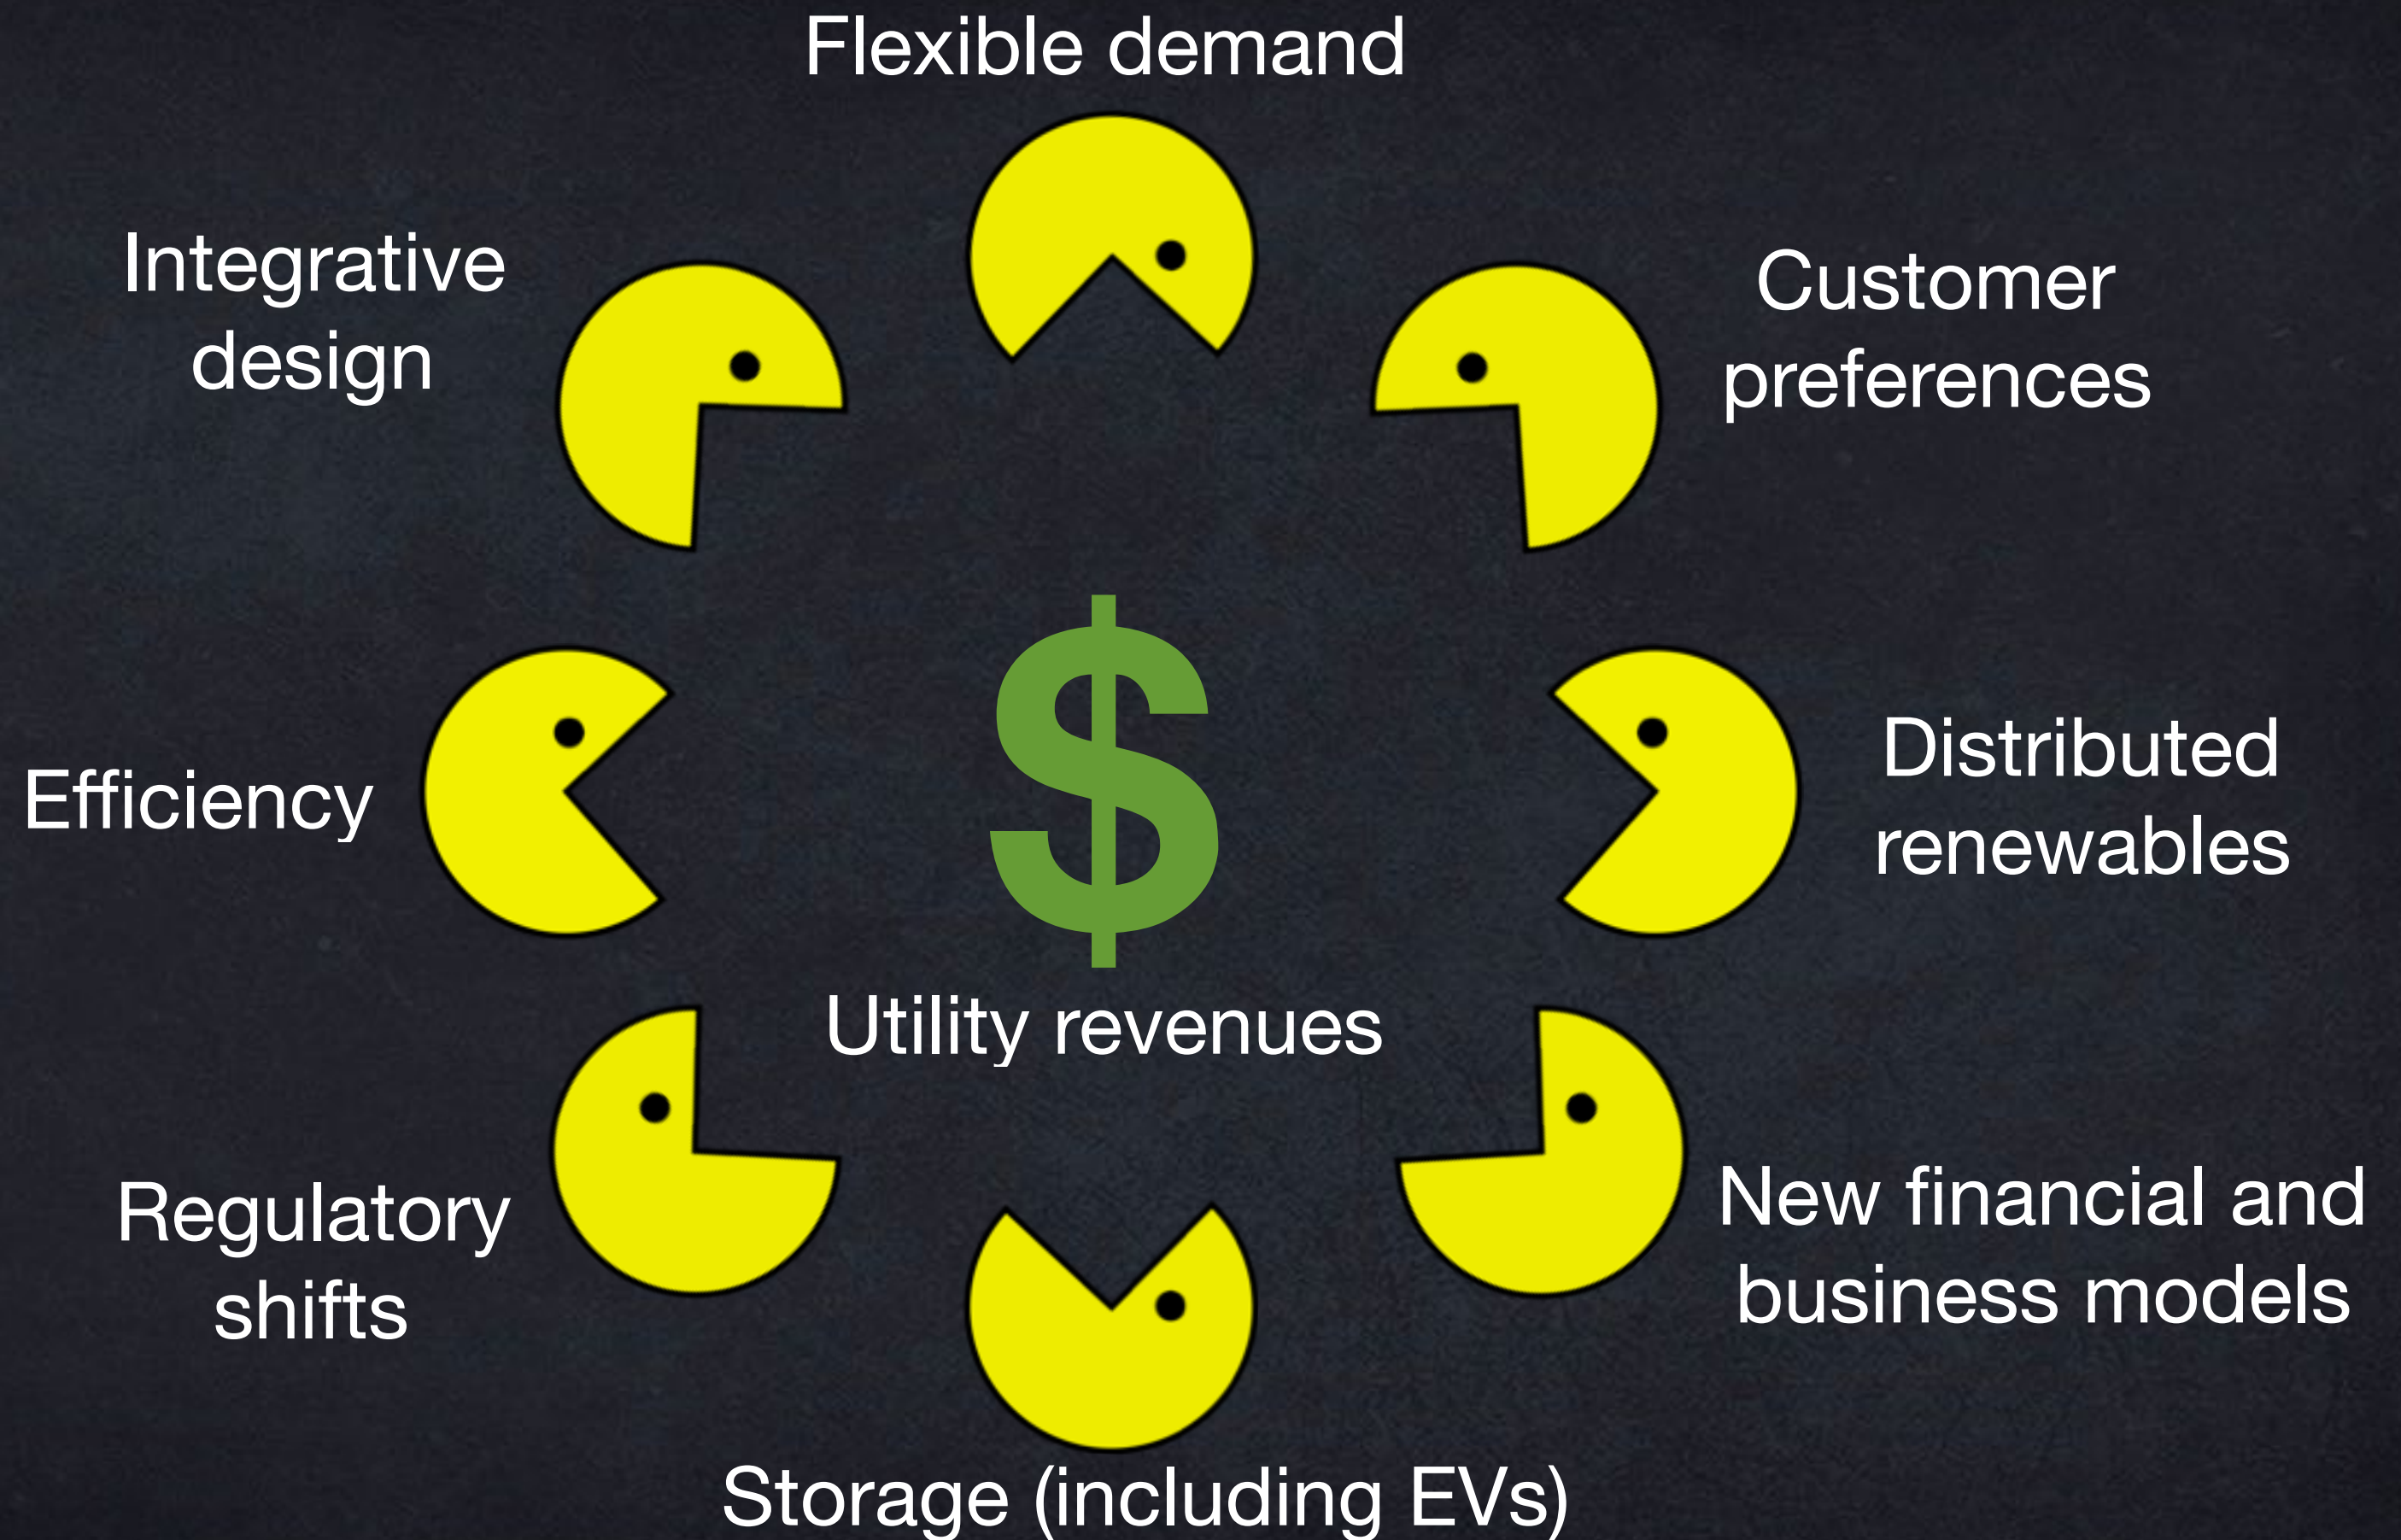 Flexible demand
Integrative
design
Customer
preferences
Efficiency
$
Distributed
renewables
Utility revenues
Regulatory
shifts
New financial and
business models
Storage (including EVs)